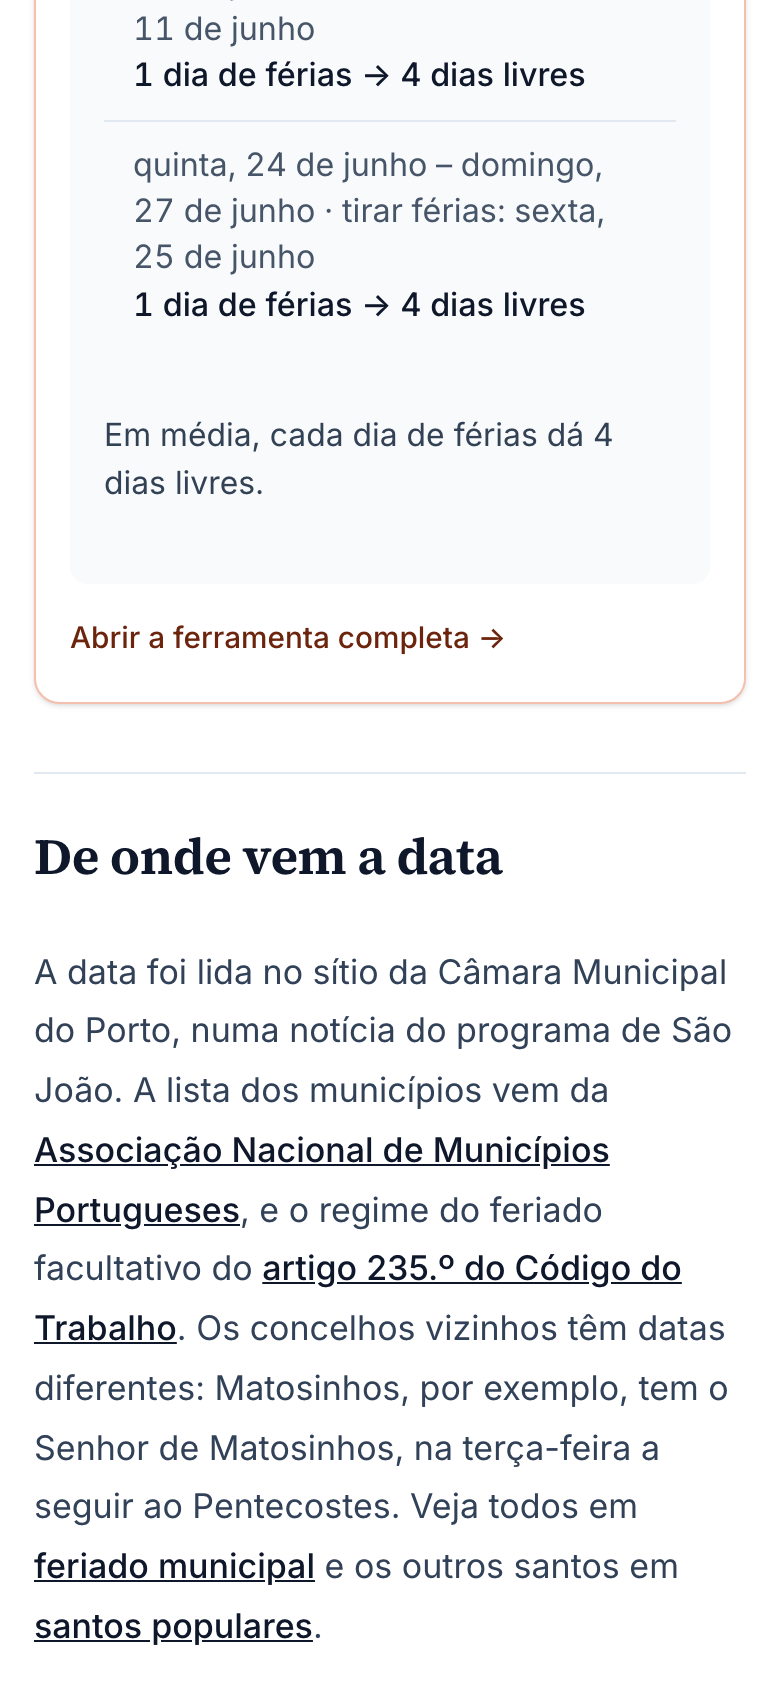 11 de junho
1 dia de férias → 4 dias livres
quinta, 24 de junho – domingo,
27 de junho · tirar férias: sexta,
25 de junho
1 dia de férias → 4 dias livres
Em média, cada dia de férias dá 4
dias livres.
Abrir a ferramenta completa →
De onde vem a data
A data foi lida no sítio da Câmara Municipal
do Porto, numa notícia do programa de São
João. A lista dos municípios vem da
Associação Nacional de Municípios
Portugueses, e o regime do feriado
facultativo do artigo 235.º do Código do
Trabalho. Os concelhos vizinhos têm datas
diferentes: Matosinhos, por exemplo, tem o
Senhor de Matosinhos, na terça-feira a
seguir ao Pentecostes. Veja todos em
feriado municipal e os outros santos em
santos populares.